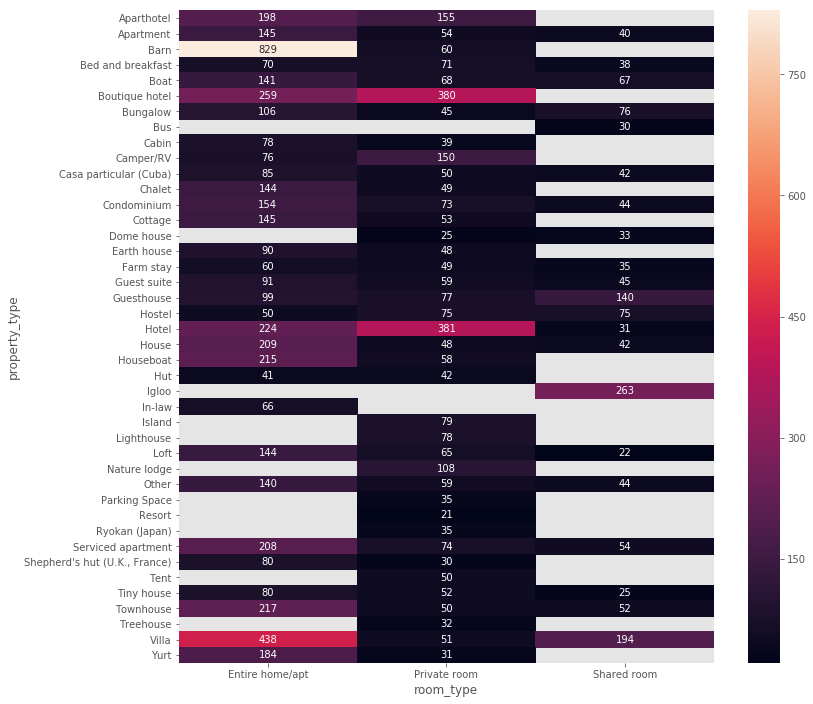 Aparthotel 198 155
Apartment 145 54 40
Barn 829 60
Bed and breakfast 70 71 38
Boat 141 68 67
Boutique hotel 259 380
Bungalow 106 45 76
Bus 30
Cabin 78 39
Camper/RV 76 150
Casa particular (Cuba) 85 50 42
Chalet 144 49
Condominium 154 73 44
Cottage 145 53
Dome house 25 33
Earth house 90 48
Farm stay 60 49 35
Guest suite 91 59 45
Guesthouse 99 77 140
Hostel 50 75 75
Hotel 224 381 31
House 209 48 42
Houseboat 215 58
Hut 41 42
Igloo 263
In-law 66
Island 79
Lighthouse 78
Loft 144 65 22
Nature lodge 108
Other 140 59 44
Parking Space 35
Resort 21
Ryokan (Japan) 35
Serviced apartment 208 74 54
Shepherd's hut (U.K., France) 80 30
Tent 50
Tiny house 80 52 25
Townhouse 217 50 52
Treehouse 32
Villa 438 51 194
Yurt 184 31
Entire home/apt Private room Shared room
room_type
property_type
750
600
450
300
150